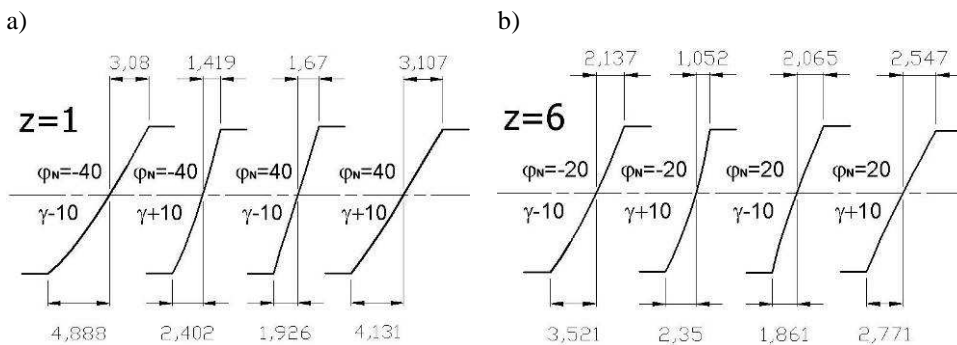 a)
3,08 1,419 1,67 3,107
z=1
φN=-40 φN=-40 φN=40 φN=40
γ-10 γ+10 γ-10 γ+10
4,888 2,402 1,926 4,131
b)
2,137 1,052 2,065 2,547
z=6
φN=-20 φN=-20 φN=20 φN=20
γ-10 γ+10 γ-10 γ+10
3,521 2,35 1,861 2,771